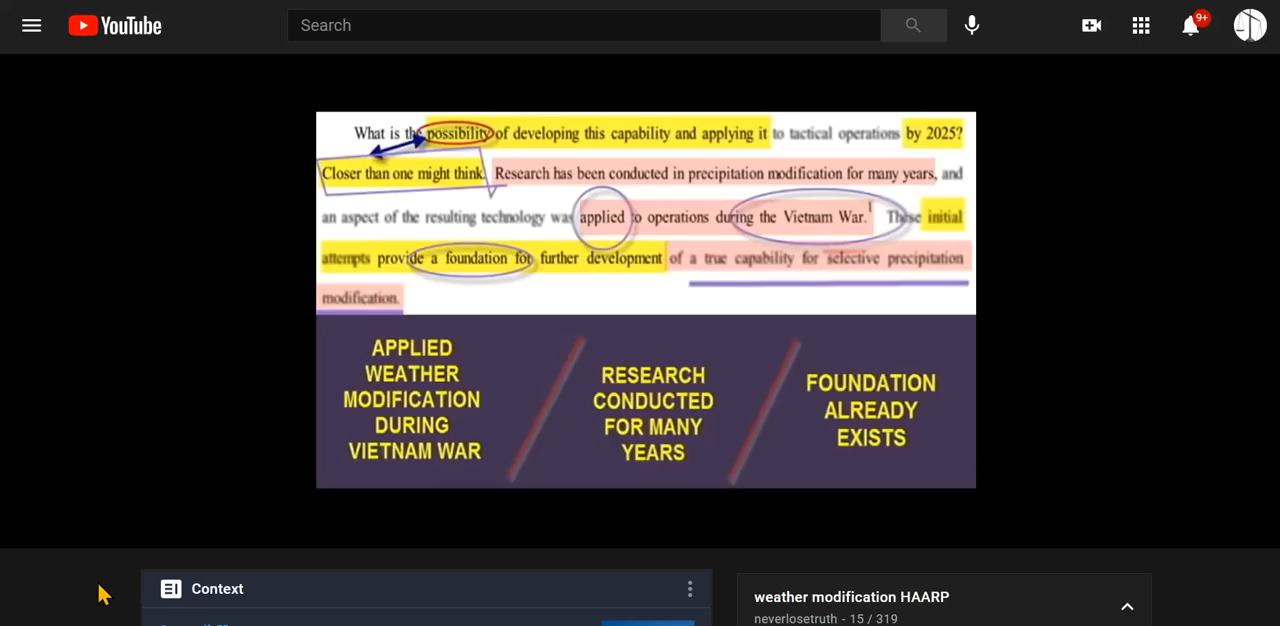 YouTube
Search
9+
What is the possibility of developing this capability and applying it to tactical operations by 2025?
Closer than one might think. Research has been conducted in precipitation modification for many years, and
an aspect of the resulting technology was applied to operations during the Vietnam War.1 These initial
attempts provide a foundation for further development of a true capability for selective precipitation
modification.
APPLIED
WEATHER
MODIFICATION
DURING
VIETNAM WAR
RESEARCH
CONDUCTED
FOR MANY
YEARS
FOUNDATION
ALREADY
EXISTS
Context
weather modification HAARP
neverlosetruth - 15 / 319